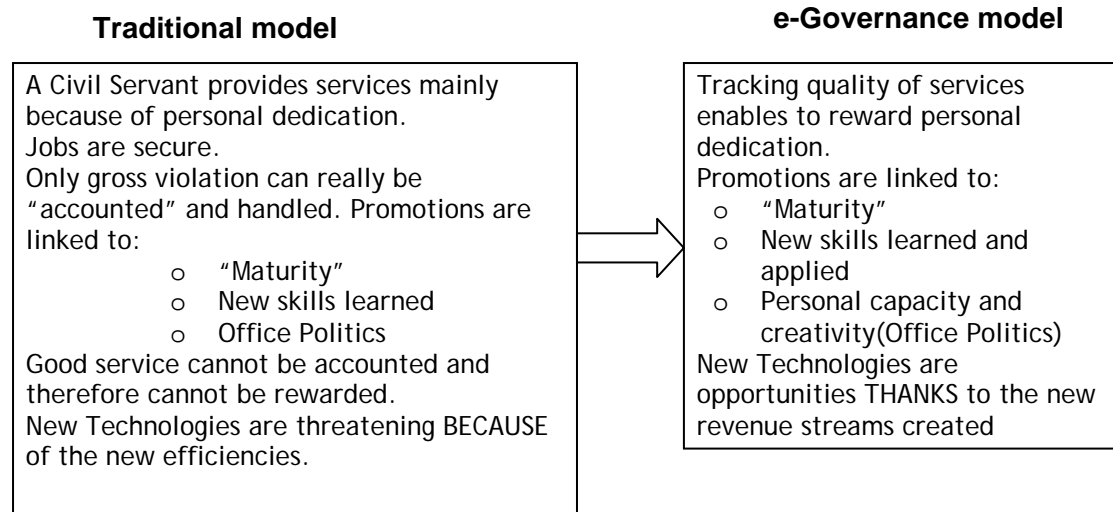 Traditional model
A Civil Servant provides services mainly
because of personal dedication.
Jobs are secure.
Only gross violation can really be
“accounted” and handled. Promotions are
linked to:
o “Maturity”
o New skills learned
o Office Politics
Good service cannot be accounted and
therefore cannot be rewarded.
New Technologies are threatening BECAUSE
of the new efficiencies.
e-Governance model
Tracking quality of services
enables to reward personal
dedication.
Promotions are linked to:
o “Maturity”
o New skills learned and
applied
o Personal capacity and
creativity(Office Politics)
New Technologies are
opportunities THANKS to the new
revenue streams created